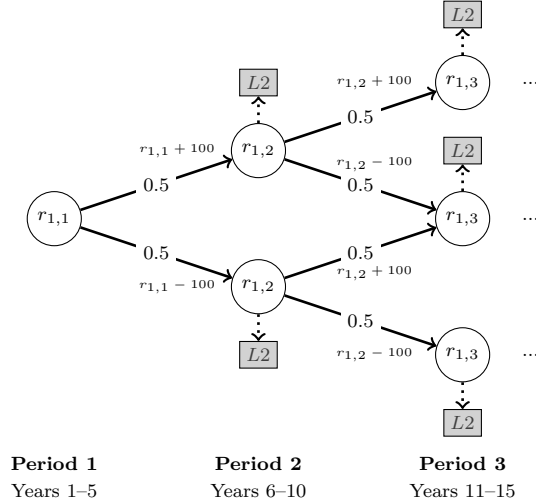 L2
r1,3
r1,2 + 100
0.5
...
L2
r1,2
r1,1 + 100
0.5
r1,2 − 100
0.5
L2
r1,1
r1,3
...
0.5
r1,1 − 100
0.5
r1,2 + 100
r1,2
L2
0.5
r1,2 − 100
r1,3
...
L2
Period 1
Years 1–5
Period 2
Years 6–10
Period 3
Years 11–15